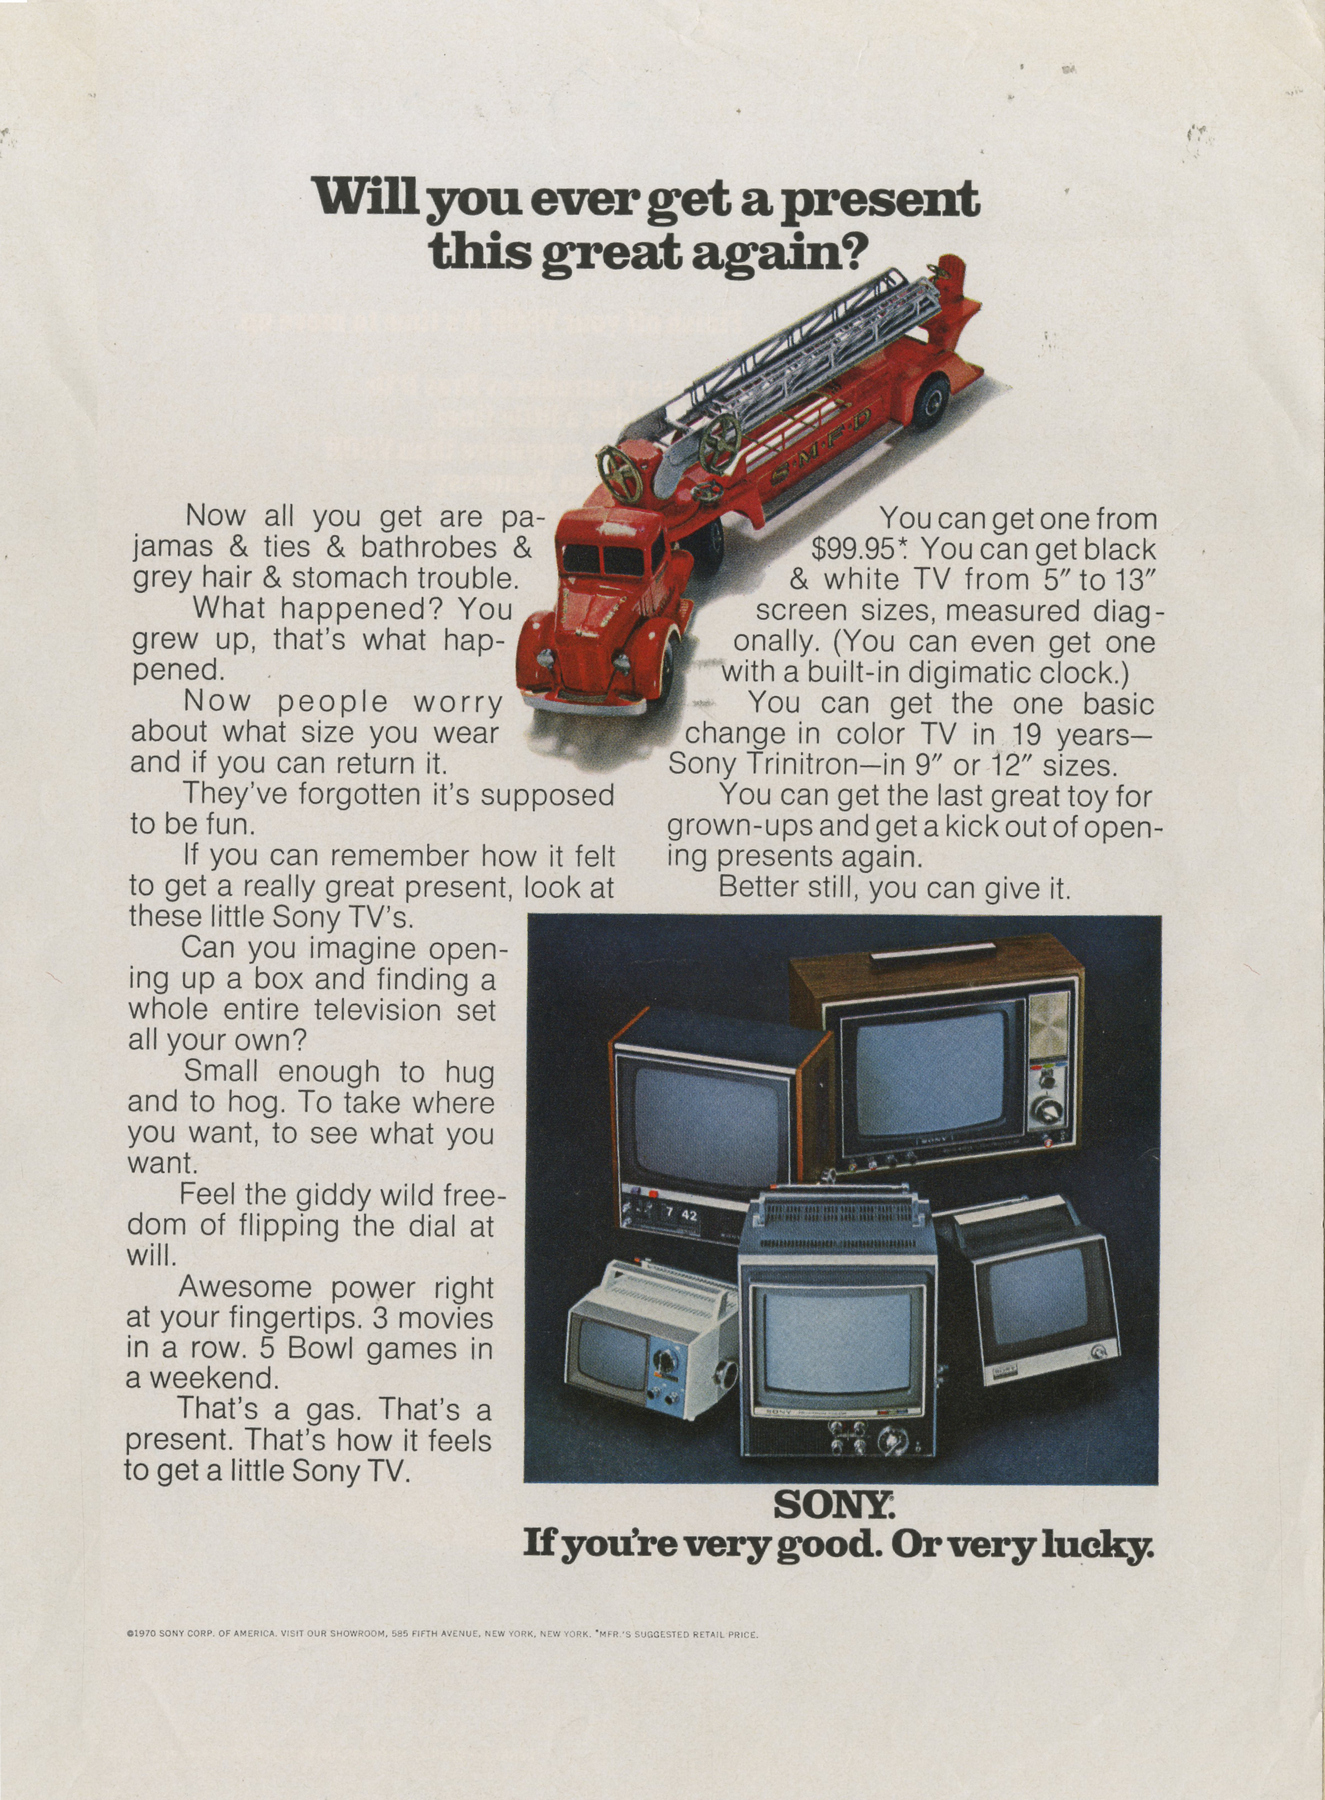 Will you ever get a present
this great again?
S·M·F·D
Now all you get are pa-
jamas & ties & bathrobes &
grey hair & stomach trouble.
What happened? You
grew up, that's what hap-
pened.
Now people worry
about what size you wear
and if you can return it.
They've forgotten it's supposed
to be fun.
If you can remember how it felt
to get a really great present, look at
these little Sony TV's.
Can you imagine open-
ing up a box and finding a
whole entire television set
all your own?
Small enough to hug
and to hog. To take where
you want, to see what you
want.
Feel the giddy wild free-
dom of flipping the dial at
will.
Awesome power right
at your fingertips. 3 movies
in a row. 5 Bowl games in
a weekend.
That's a gas. That's a
present. That's how it feels
to get a little Sony TV.
You can get one from
$99.95*. You can get black
& white TV from 5" to 13"
screen sizes, measured diag-
onally. (You can even get one
with a built-in digimatic clock.)
You can get the one basic
change in color TV in 19 years—
Sony Trinitron—in 9" or 12" sizes.
You can get the last great toy for
grown-ups and get a kick out of open-
ing presents again.
Better still, you can give it.
SONY
7 42
SONY
SONY
SONY®
If you're very good. Or very lucky.
©1970 SONY CORP. OF AMERICA. VISIT OUR SHOWROOM, 585 FIFTH AVENUE, NEW YORK, NEW YORK. *MFR.'S SUGGESTED RETAIL PRICE.